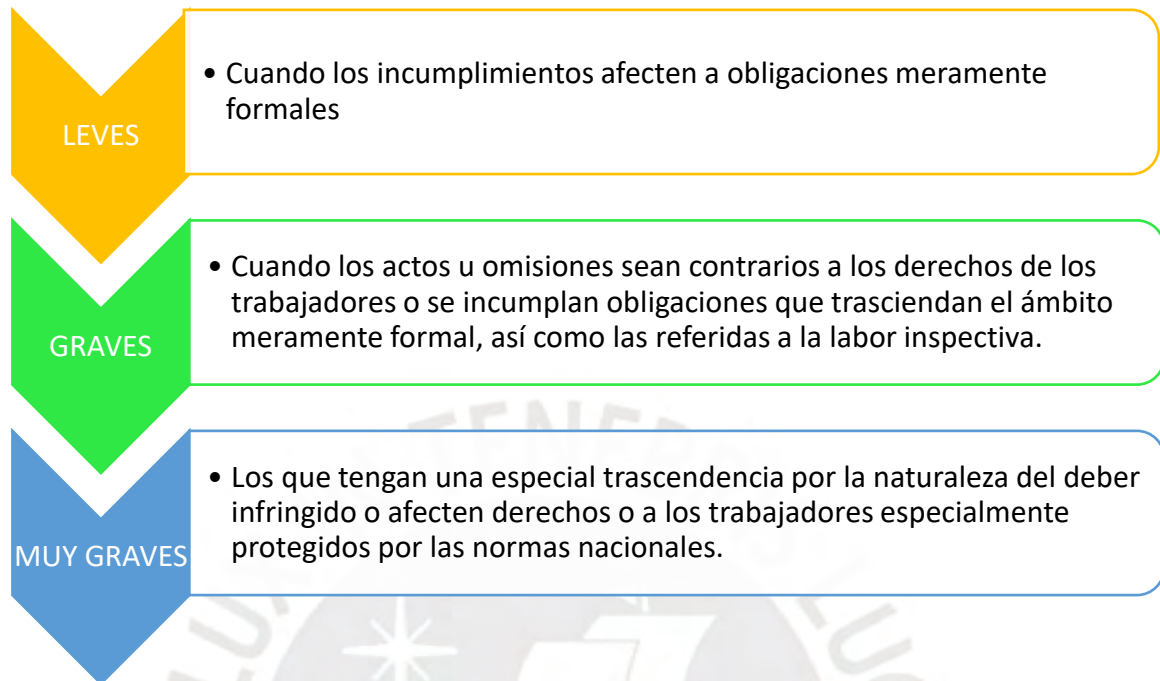 LEVES
• Cuando los incumplimientos afecten a obligaciones meramente
formales
GRAVES
• Cuando los actos u omisiones sean contrarios a los derechos de los
trabajadores o se incumplan obligaciones que trasciendan el ámbito
meramente formal, así como las referidas a la labor inspectiva.
MUY GRAVES
• Los que tengan una especial trascendencia por la naturaleza del deber
infringido o afecten derechos o a los trabajadores especialmente
protegidos por las normas nacionales.